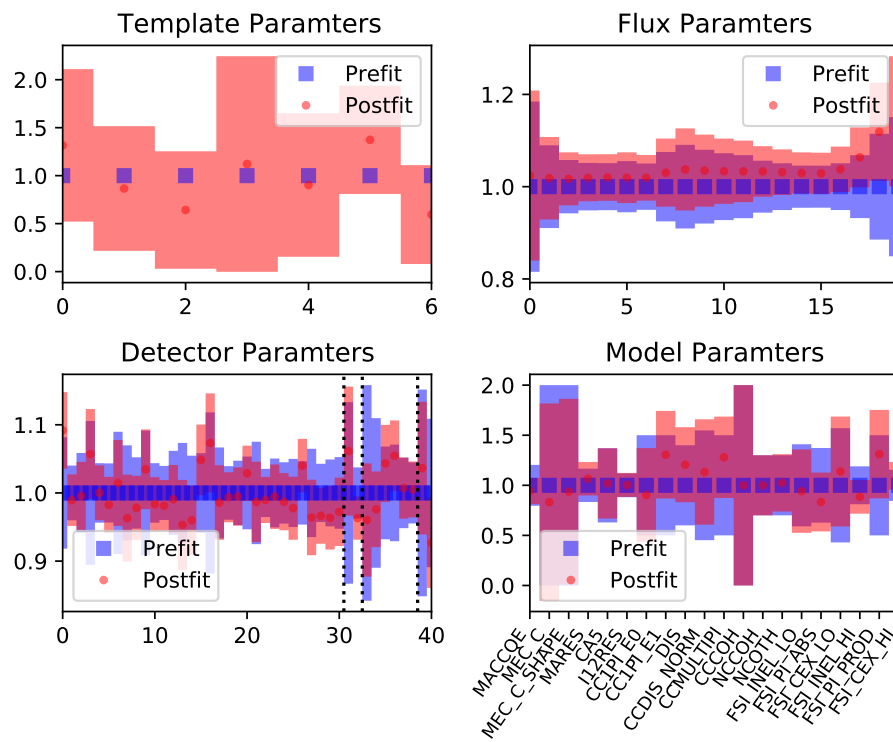 Template Paramters
Flux Paramters
2.0
1.5
1.0
0.5
0.0
Prefit
Postfit
0
2
4
6
1.2
1.0
0.8
Prefit
Postfit
0
5
10
15
Detector Paramters
Model Paramters
1.1
1.0
0.9
Prefit
Postfit
0
10
20
30
40
2.0
1.5
1.0
0.5
0.0
Prefit
Postfit
MACCQE
MEC_C
MEC_C_SHAPE
MARES
CA5
I12RES
CC1PI_E0
CC1PI_E1
DIS
CCDIS_NORM
CCMULTIPI
CCCOH
NCCOH
NCOTH
FSI_INEL_LO
FSI_PI_ABS
FSI_CEX_LO
FSI_INEL_HI
FSI_PI_PROD
FSI_CEX_HI